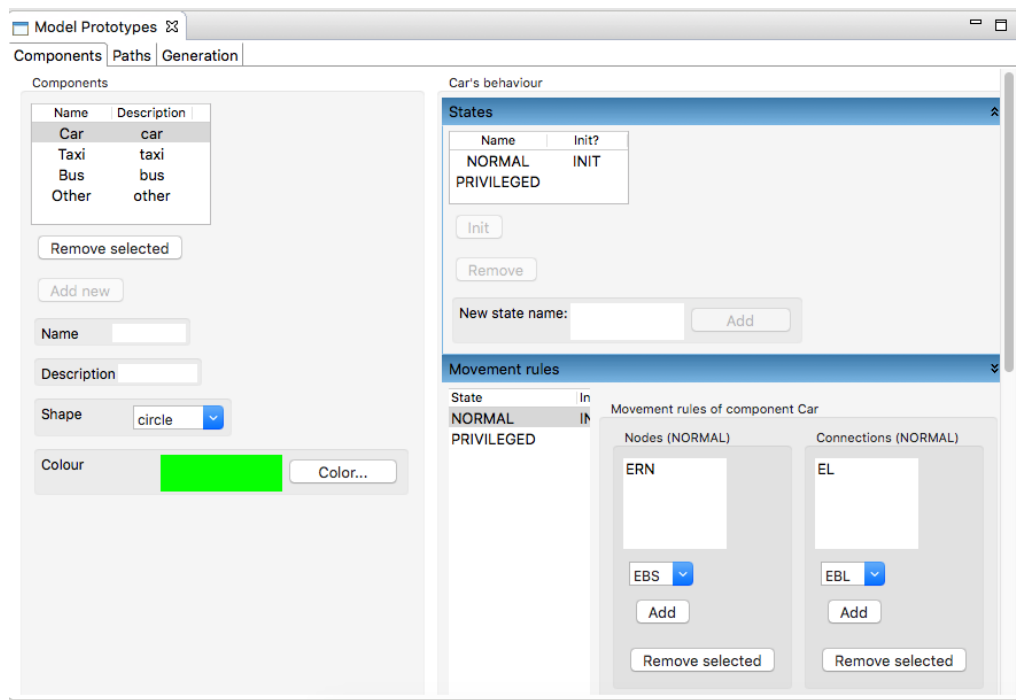 Model Prototypes
Components Paths Generation
Components
Name Description
Car car
Taxi taxi
Bus bus
Other other
Remove selected
Add new
Name
Description
Shape circle
Colour Color...
Car's behaviour
States
Name Init?
NORMAL INIT
PRIVILEGED
Init
Remove
New state name: Add
Movement rules
State In
NORMAL IN
PRIVILEGED
Movement rules of component Car
Nodes (NORMAL)
ERN
EBS
Add
Remove selected
Connections (NORMAL)
EL
EBL
Add
Remove selected